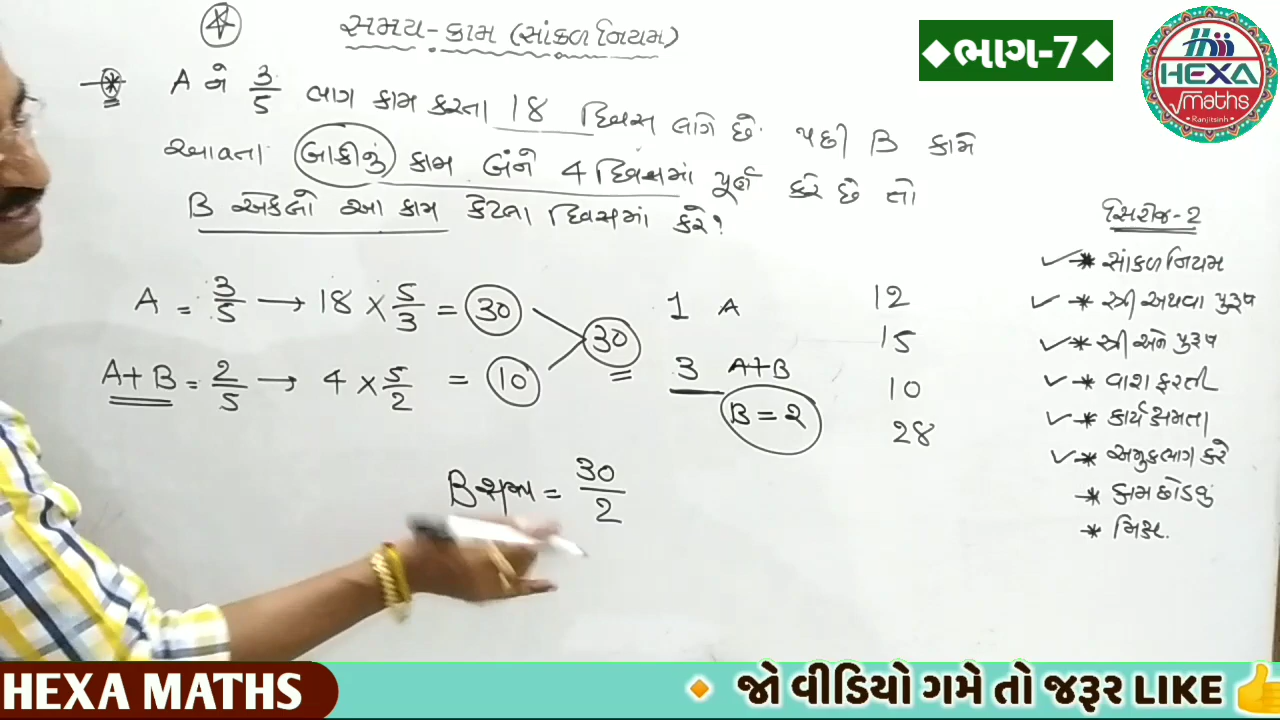 સમય-કામ (સાંકળ નિયમ)
◆ભાગ-7◆
HEXA
Maths
Ranjitsinh
* A ને 3/5 ભાગ કામ કરતા 18 દિવસ લાગે છે. પછી B કામે
આવતા બાકીનું કામ બંને 4 દિવસમાં પૂર્ણ કરે છે તો
B એકલો આ કામ કેટલા દિવસમાં કરે?
A = 3/5 → 18 × 5/3 = 30
A+B = 2/5 → 4 × 5/2 = 10
30
1 A
3 A+B
B = 2
B = 30/2
12
15
10
28
સિરીજ-2
✓* સાંકળ નિયમ
✓* સ્ત્રી અથવા પુરૂષ
✓* સ્ત્રી અને પુરૂષ
✓* વારા ફરતી
✓* કાર્યક્ષમતા
✓* અમુક ભાગ કરે
* કામ છોડવું
* મિક્ષ.
HEXA MATHS
🔸 જો વીડિયો ગમે તો જરૂર LIKE 👍